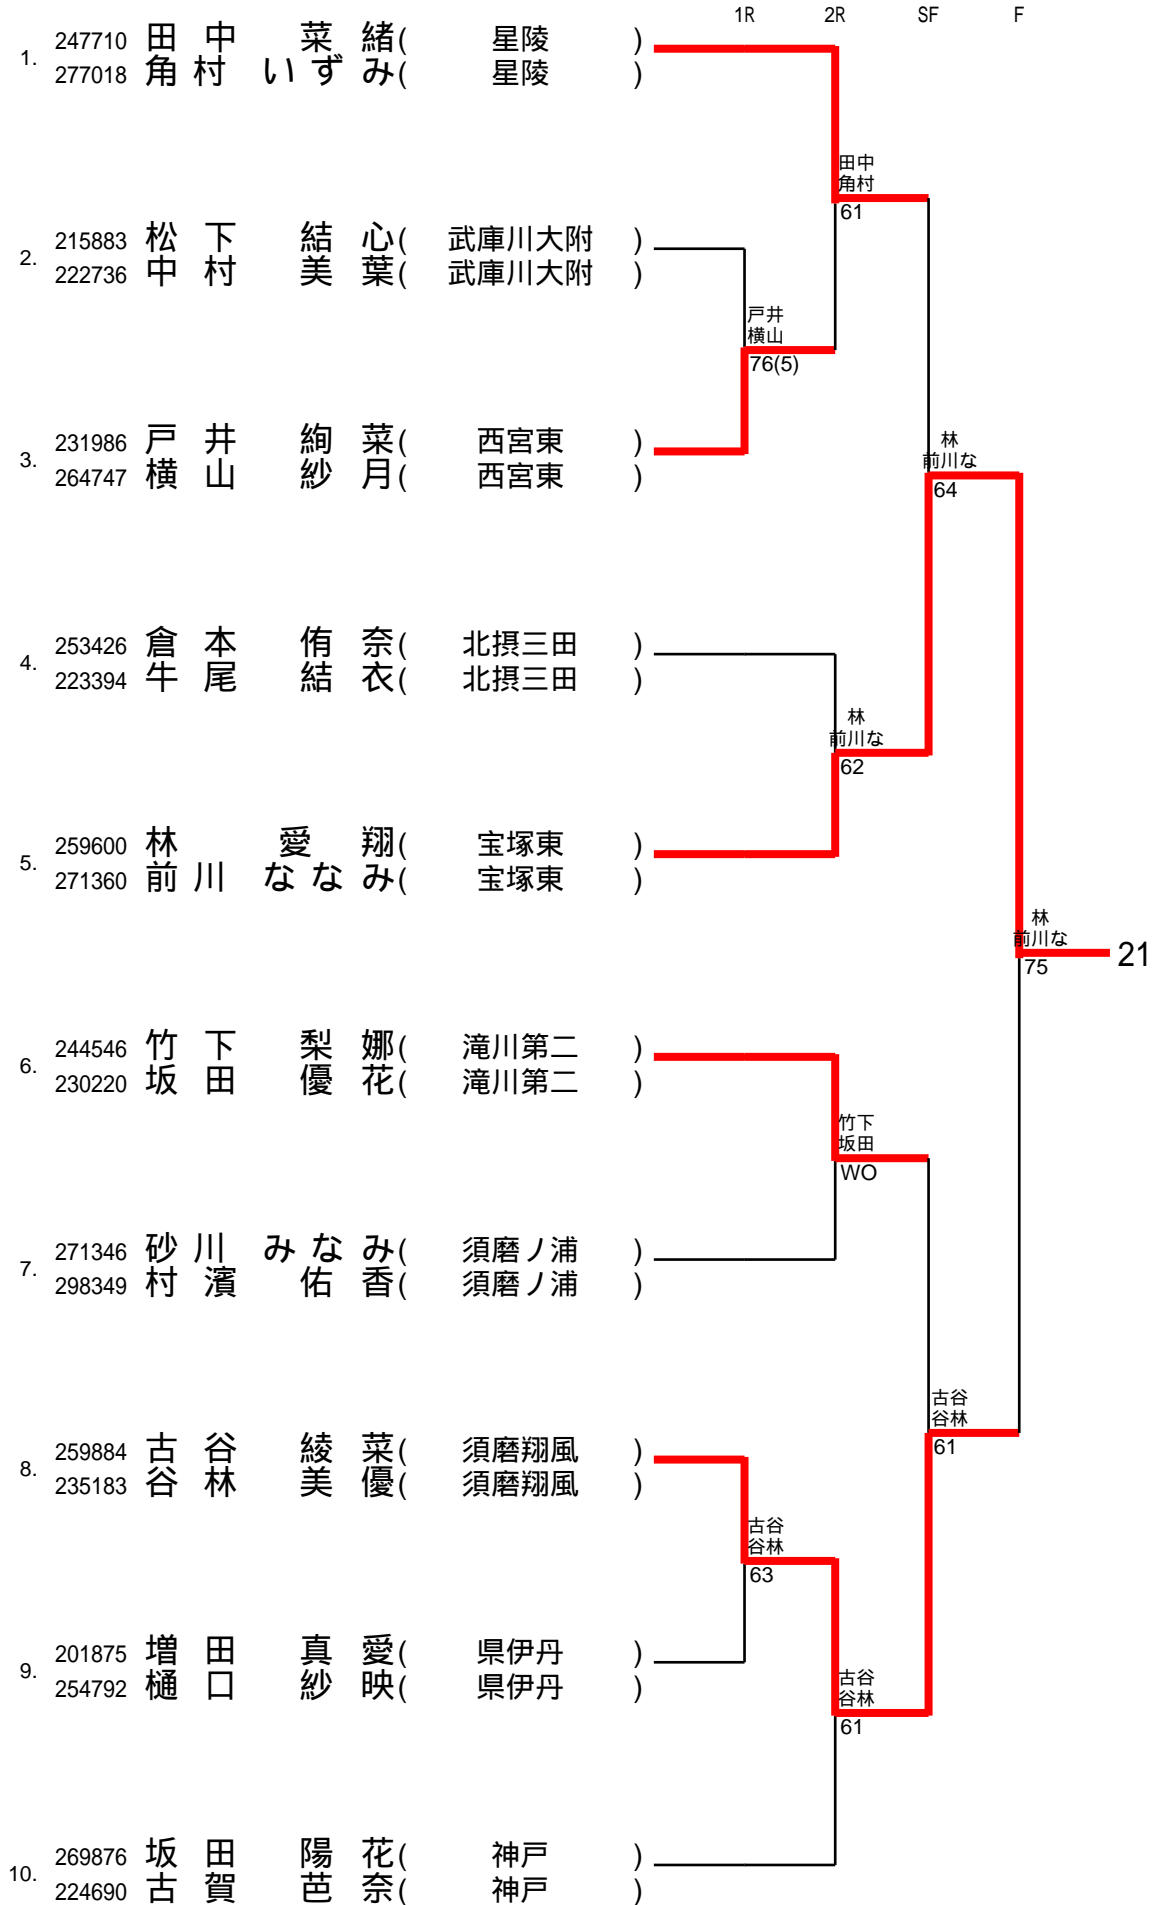 1R 2R SF F
1. 247710 田中 菜緒( 星陵 )
277018 角村 いずみ( 星陵 )
田中
角村
61
2. 215883 松下 結心( 武庫川大附 )
222736 中村 美葉( 武庫川大附 )
戸井
横山
76(5)
3. 231986 戸井 絢菜( 西宮東 )
264747 横山 紗月( 西宮東 )
林
前川な
64
4. 253426 倉本 侑奈( 北摂三田 )
223394 牛尾 結衣( 北摂三田 )
林
前川な
62
5. 259600 林 愛翔( 宝塚東 )
271360 前川 ななみ( 宝塚東 )
林
前川な
75
21
6. 244546 竹下 梨娜( 滝川第二 )
230220 坂田 優花( 滝川第二 )
竹下
坂田
WO
7. 271346 砂川 みなみ( 須磨ノ浦 )
298349 村濱 佑香( 須磨ノ浦 )
古谷
谷林
61
8. 259884 古谷 綾菜( 須磨翔風 )
235183 谷林 美優( 須磨翔風 )
古谷
谷林
63
9. 201875 増田 真愛( 県伊丹 )
254792 樋口 紗映( 県伊丹 )
古谷
谷林
61
10. 269876 坂田 陽花( 神戸 )
224690 古賀 芭奈( 神戸 )